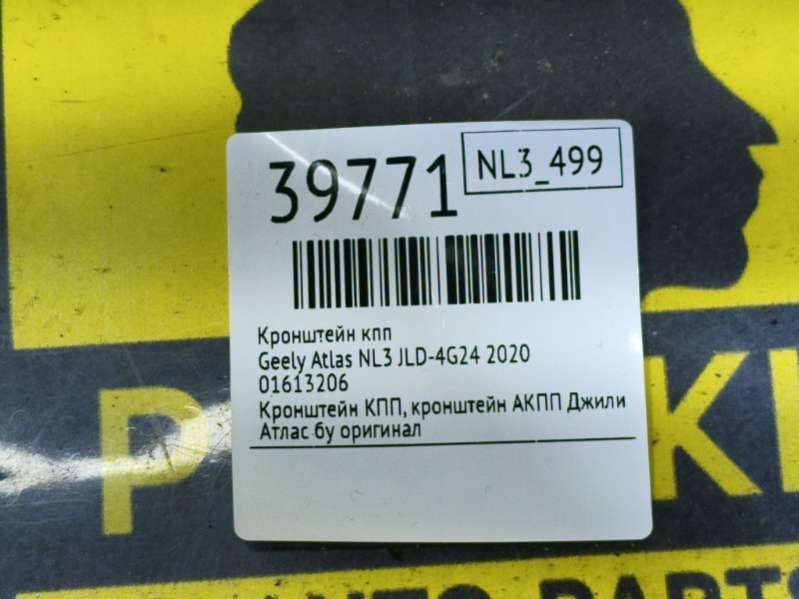 39771
NL3_499
Кронштейн кпп
Geely Atlas NL3 JLD-4G24 2020
01613206
Кронштейн КПП, кронштейн АКПП Джили
Атлас бу оригинал